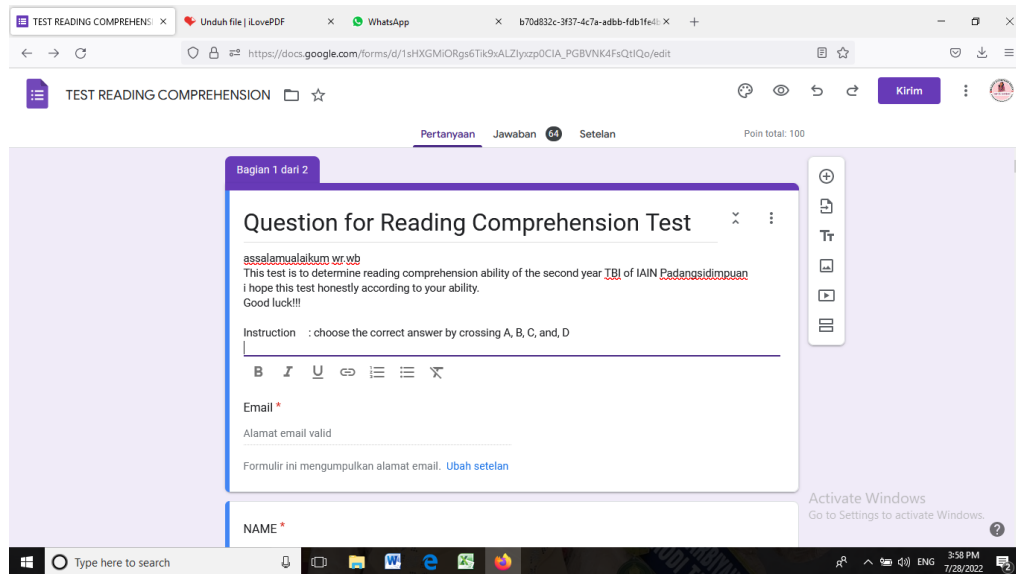 TEST READING COMPREHENS
Unduh file | iLovePDF
WhatsApp
b70d832c-3f37-4c7a-adbb-fdb1fe4b
https://docs.google.com/forms/d/1sHXGMiORgs6Tik9xALZIyxzp0CIA_PGBVNK4FsQtIQo/edit
TEST READING COMPREHENSION
Kirim
Pertanyaan Jawaban 64 Setelan Poin total: 100
Bagian 1 dari 2
Question for Reading Comprehension Test
assalamualaikum wr.wb
This test is to determine reading comprehension ability of the second year TBI of IAIN Padangsidimpuan
i hope this test honestly according to your ability.
Good luck!!!
Instruction : choose the correct answer by crossing A, B, C, and, D
B I U
Email *
Alamat email valid
Formulir ini mengumpulkan alamat email. Ubah setelan
NAME *
Activate Windows
Go to Settings to activate Windows.
Type here to search
ENG
3:58 PM
7/28/2022
2